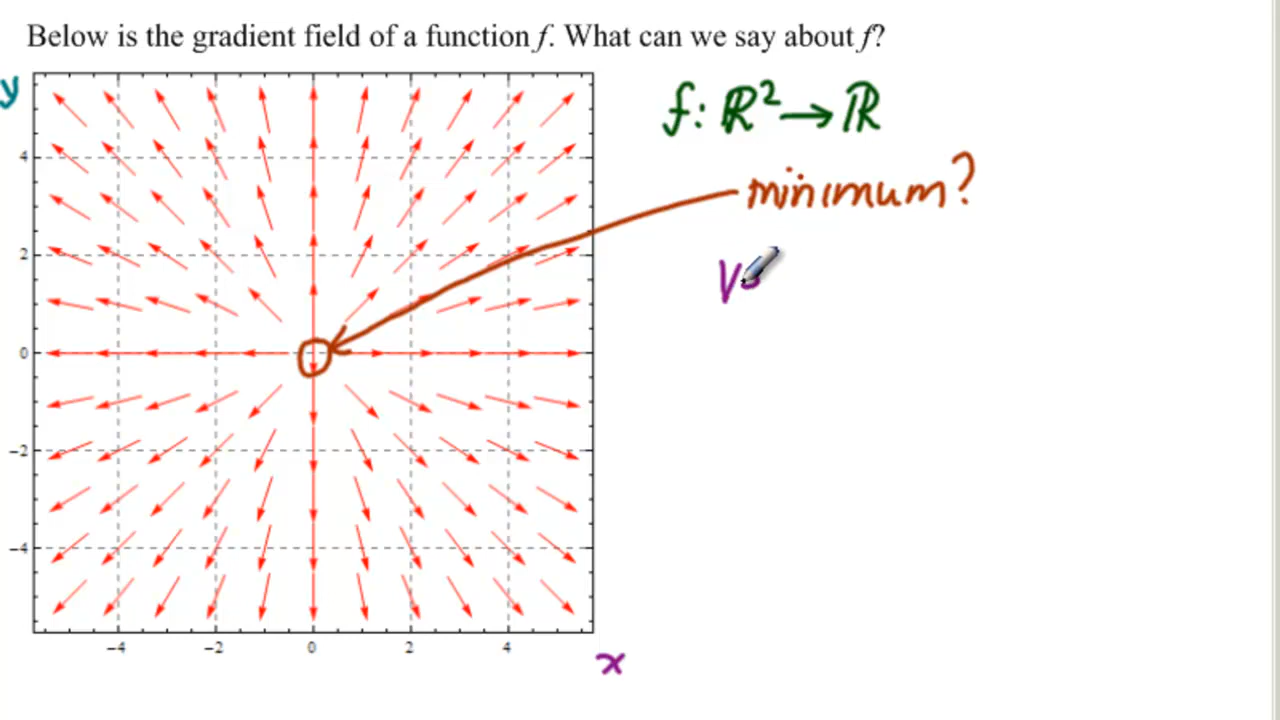 Below is the gradient field of a function f. What can we say about f?
y
f: ℝ² → ℝ
minimum?
4
2
0
−2
−4
−4 −2 0 2 4
x